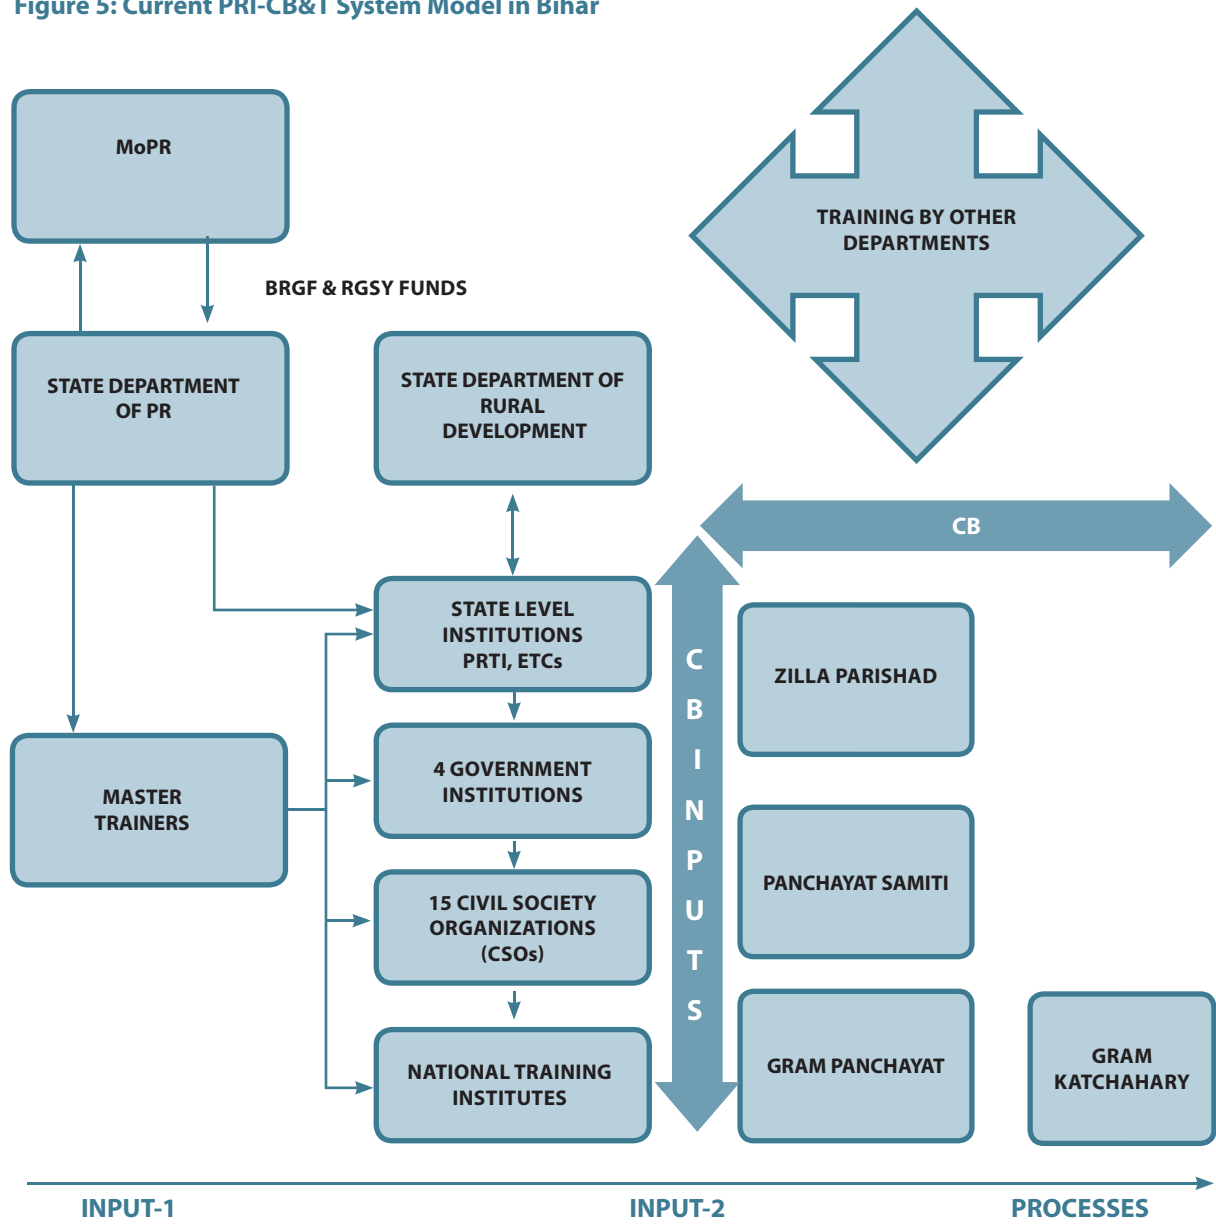 Figure 5: Current PRI-CB&T System Model in Bihar
MoPR
TRAINING BY OTHER
DEPARTMENTS
BRGF & RGSY FUNDS
STATE DEPARTMENT
OF PR
STATE DEPARTMENT OF
RURAL
DEVELOPMENT
CB
STATE LEVEL
INSTITUTIONS
PRTI, ETCs
C
B
I
N
P
U
T
S
ZILLA PARISHAD
MASTER
TRAINERS
4 GOVERNMENT
INSTITUTIONS
15 CIVIL SOCIETY
ORGANIZATIONS
(CSOs)
PANCHAYAT SAMITI
NATIONAL TRAINING
INSTITUTES
GRAM PANCHAYAT
GRAM
KATCHAHARY
INPUT-1
INPUT-2
PROCESSES